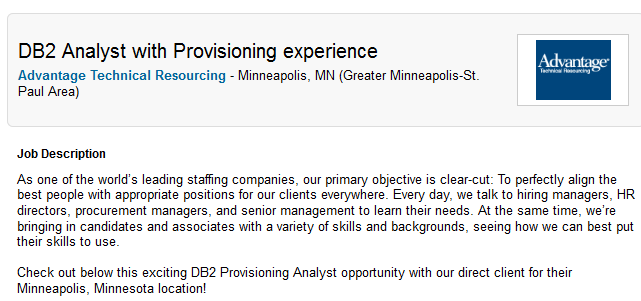 DB2 Analyst with Provisioning experience
Advantage Technical Resourcing - Minneapolis, MN (Greater Minneapolis-St.
Paul Area)
Advantage
Technical Resourcing
Job Description
As one of the world's leading staffing companies, our primary objective is clear-cut: To perfectly align the
best people with appropriate positions for our clients everywhere. Every day, we talk to hiring managers, HR
directors, procurement managers, and senior management to learn their needs. At the same time, we're
bringing in candidates and associates with a variety of skills and backgrounds, seeing how we can best put
their skills to use.
Check out below this exciting DB2 Provisioning Analyst opportunity with our direct client for their
Minneapolis, Minnesota location!